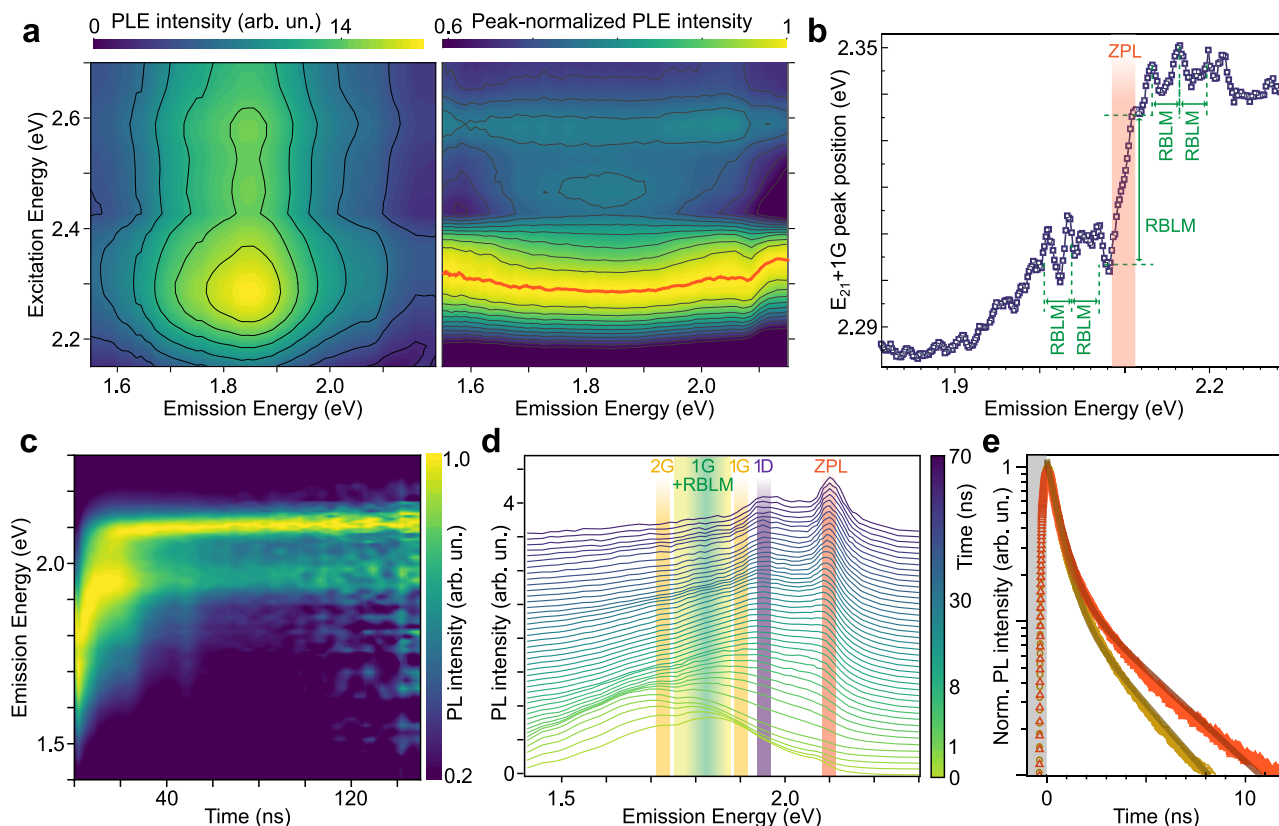 a
PLE intensity (arb. un.)
0
14
Peak-normalized PLE intensity
0.6
1
Excitation Energy (eV)
2.6
2.4
2.2
1.6
1.8
2.0
Emission Energy (eV)
1.6
1.8
2.0
Emission Energy (eV)
b
2.35
2.29
E21+1G peak position (eV)
ZPL
RBLM
RBLM
RBLM
RBLM
RBLM
1.9
2.2
Emission Energy (eV)
c
Emission Energy (eV)
2.0
1.5
40
120
Time (ns)
1.0
0.2
PL intensity (arb. un.)
d
PL intensity (arb. un.)
4
0
2G
1G
+RBLM
1G
1D
ZPL
1.5
2.0
Emission Energy (eV)
70
30
8
1
0
Time (ns)
e
Norm. PL intensity (arb. un.)
1
0
10
Time (ns)